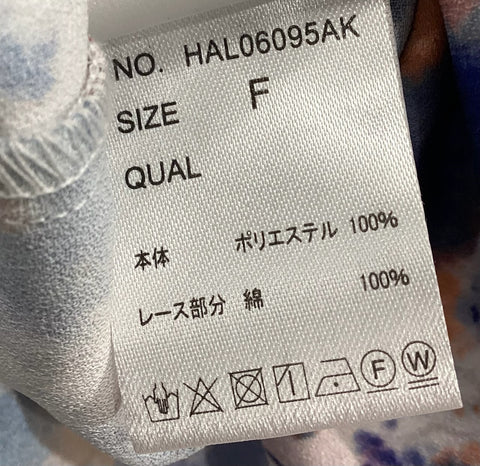 NO. HAL06095AK
SIZE F
QUAL
本体 ポリエステル 100%
レース部分 綿 100%
F W